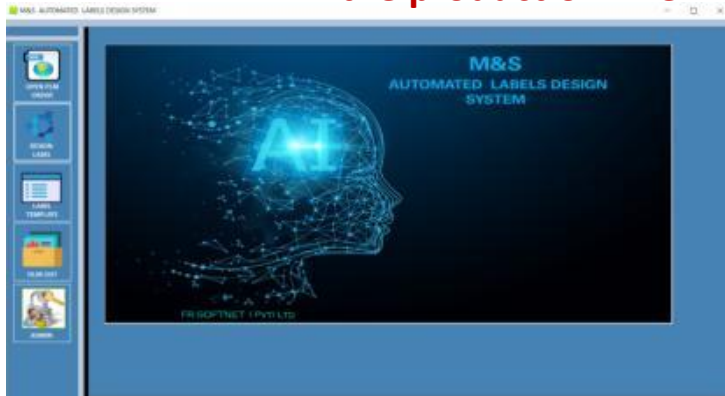 M&S AUTOMATED LABELS DESIGN SYSTEM
OPEN PLM
ORDER
DESIGN
LABEL
LABEL
TEMPLATE
ADMIN
M&S
AUTOMATED LABELS DESIGN
SYSTEM
AI
FR SOFTNET ( PVT) LTD